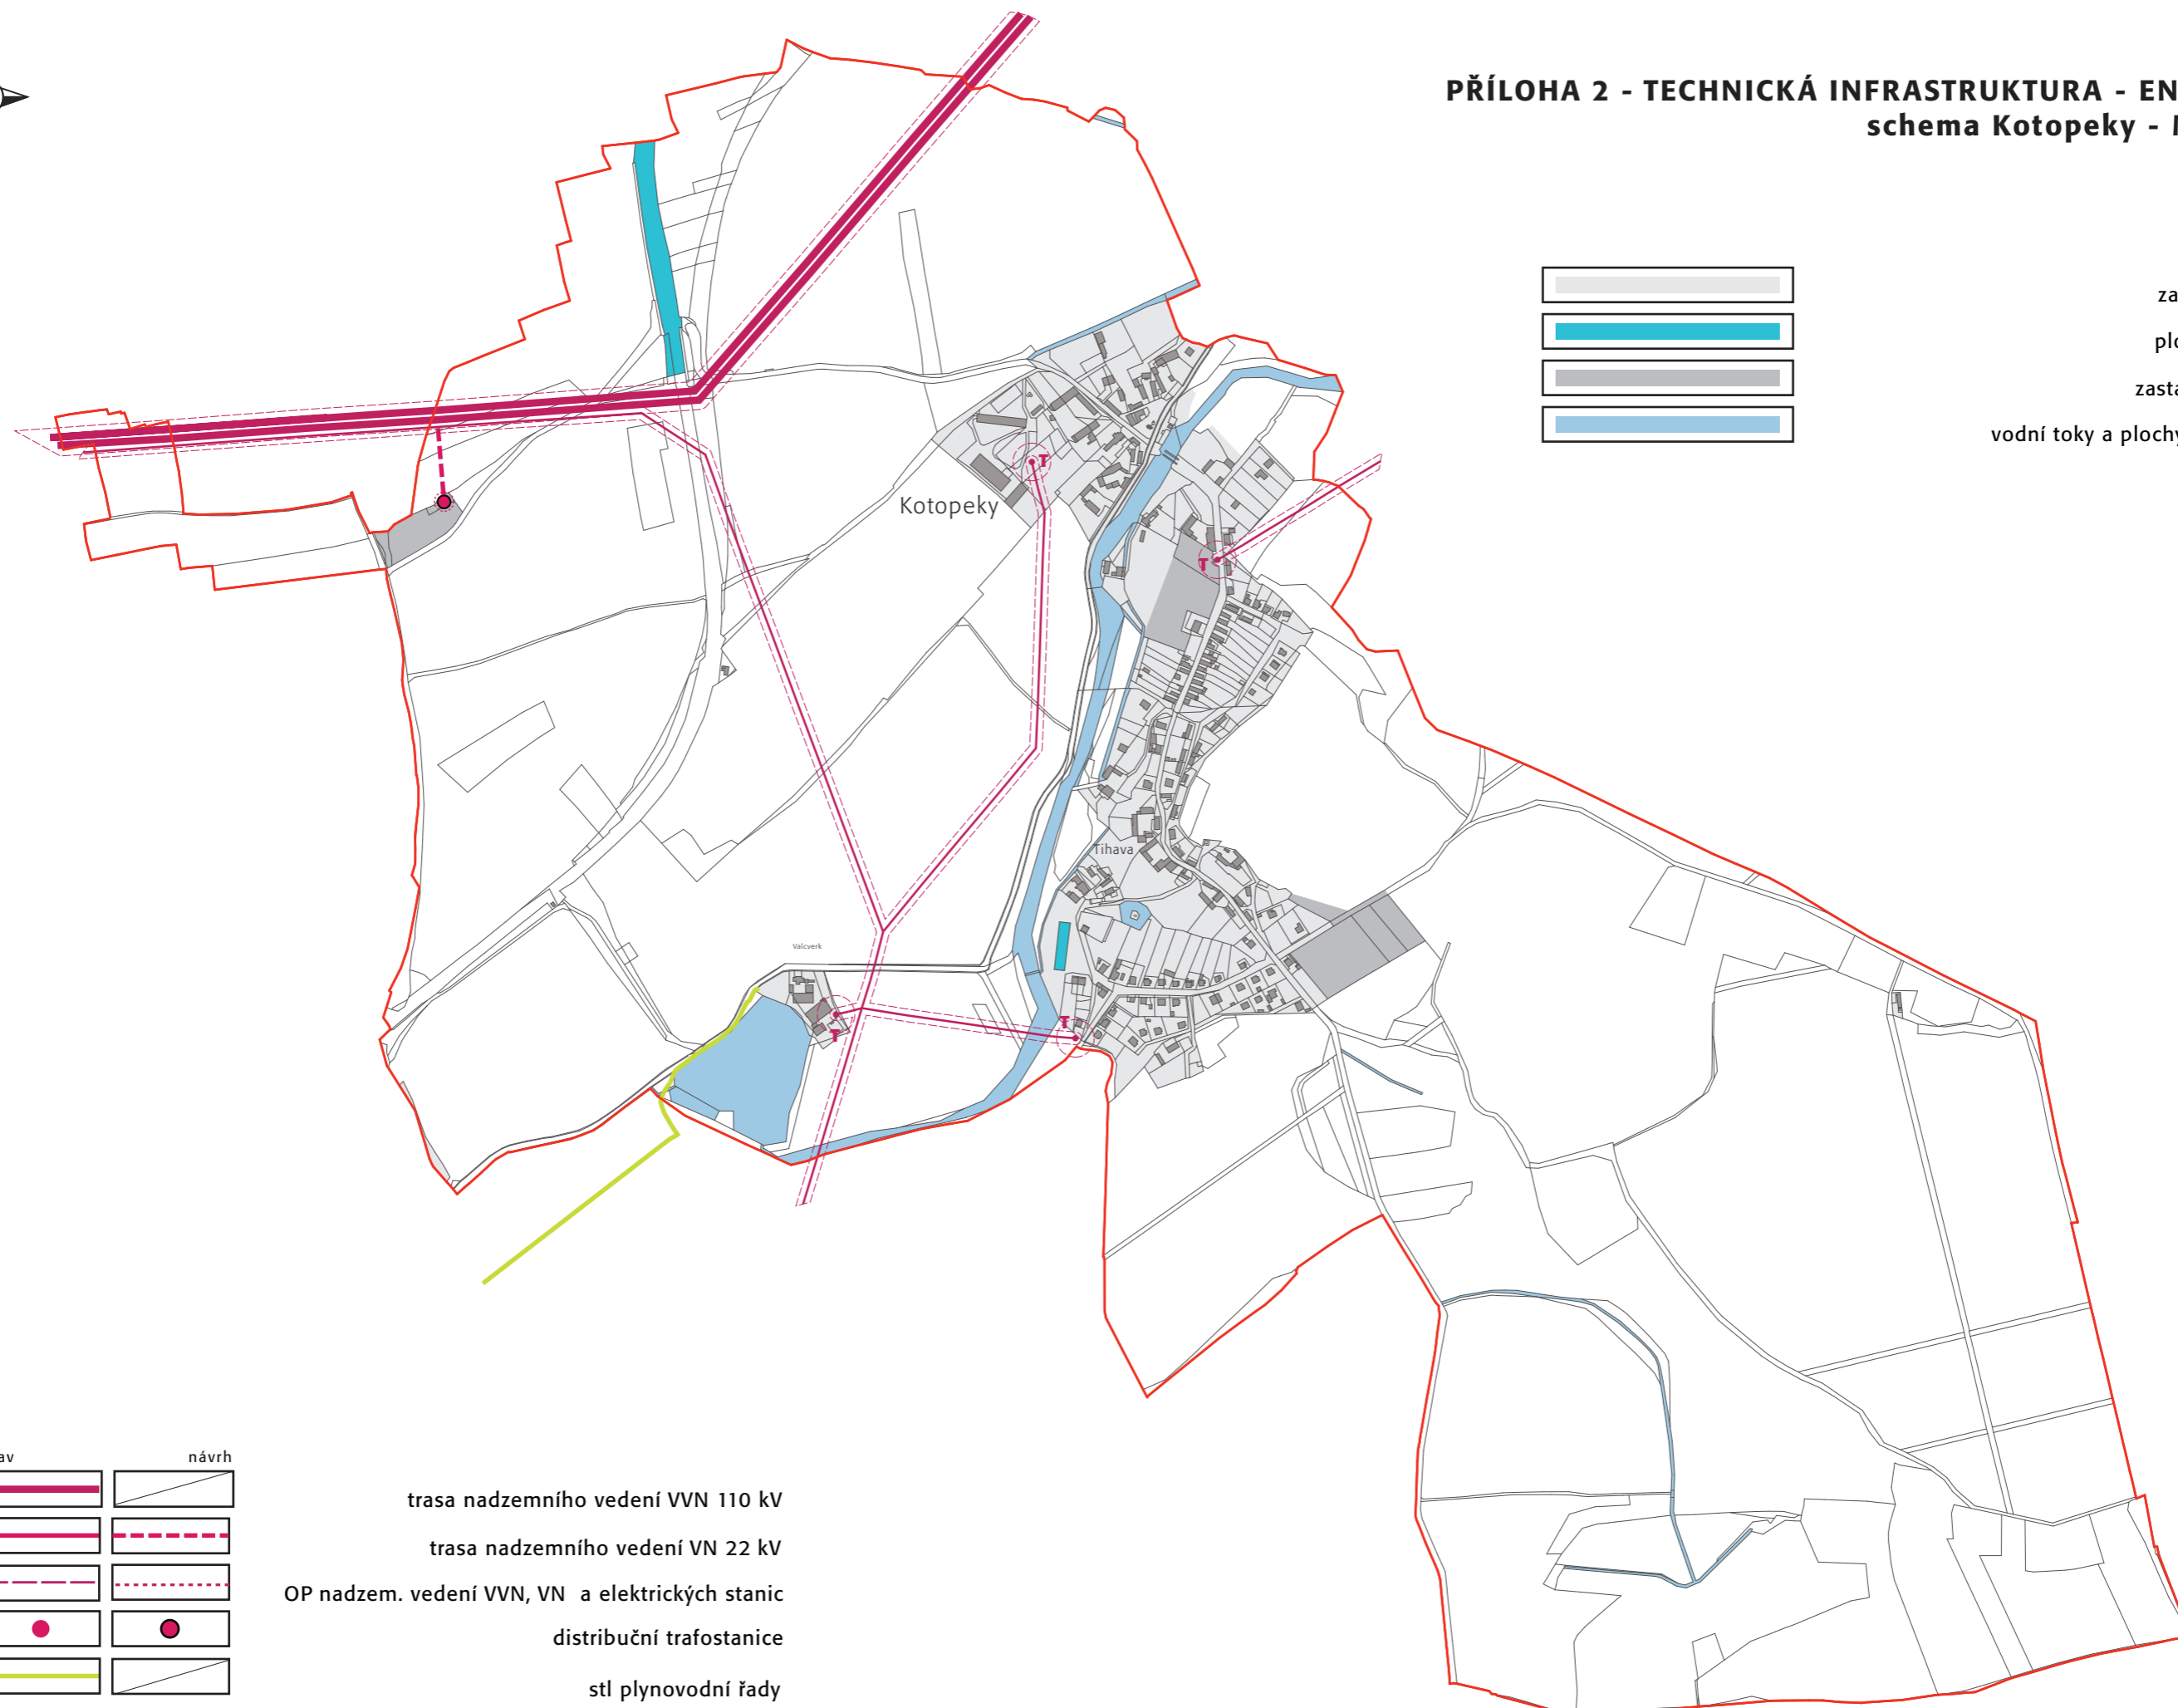 PŘÍLOHA 2 - TECHNICKÁ INFRASTRUKTURA - EN
schema Kotopeky - M
za
plo
zasta
vodní toky a plochy
T
Kotopeky
T
Tihava
Valcverk
T
T
av
návrh
trasa nadzemního vedení VVN 110 kV
trasa nadzemního vedení VN 22 kV
OP nadzem. vedení VVN, VN a elektrických stanic
distribuční trafostanice
stl plynovodní řady